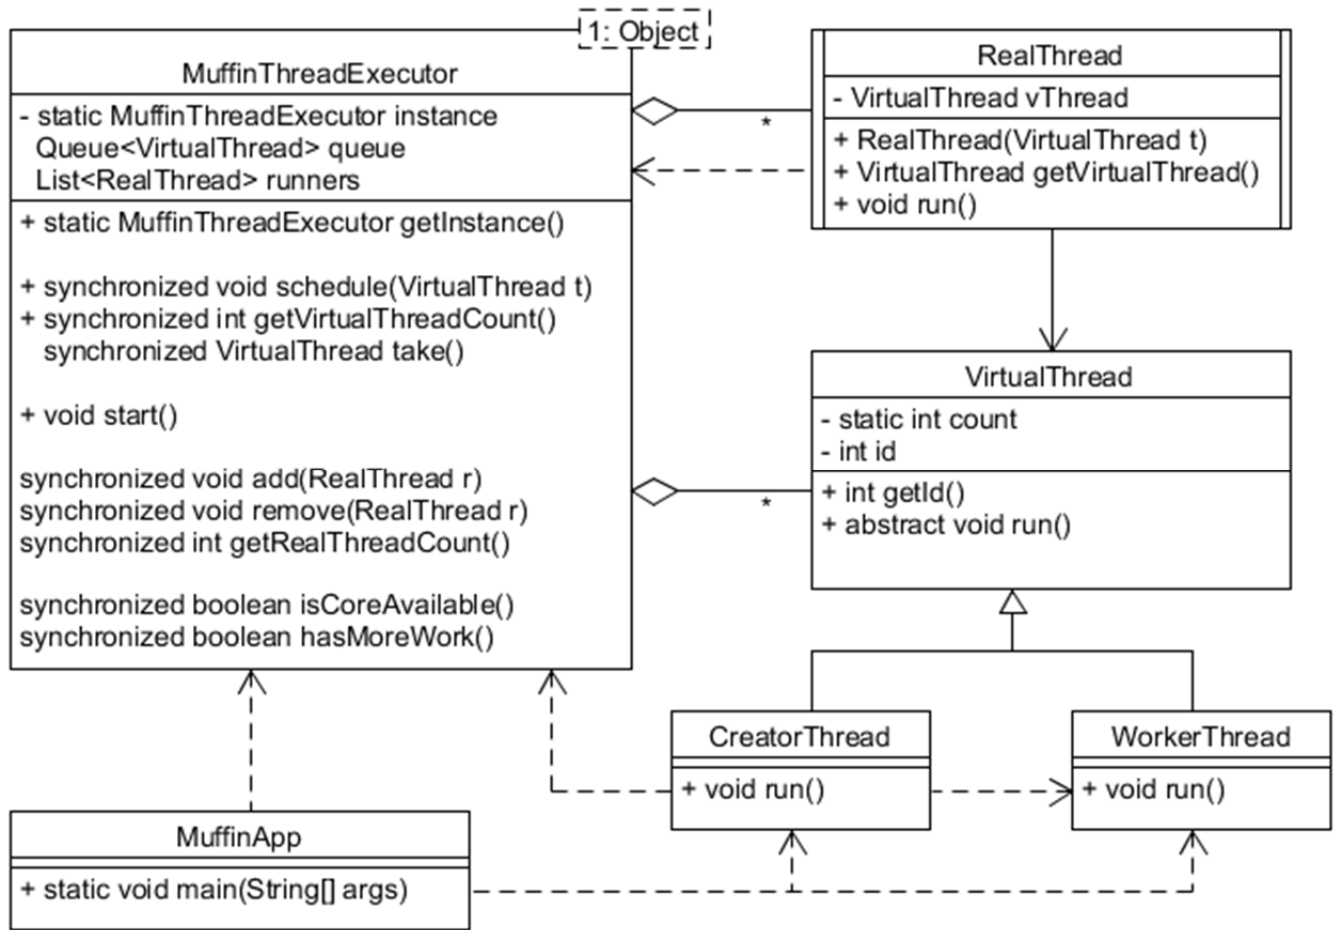 1: Object
MuffinThreadExecutor
- static MuffinThreadExecutor instance
Queue<VirtualThread> queue
List<RealThread> runners
+ static MuffinThreadExecutor getInstance()
+ synchronized void schedule(VirtualThread t)
+ synchronized int getVirtualThreadCount()
synchronized VirtualThread take()
+ void start()
synchronized void add(RealThread r)
synchronized void remove(RealThread r)
synchronized int getRealThreadCount()
synchronized boolean isCoreAvailable()
synchronized boolean hasMoreWork()
*
*
RealThread
- VirtualThread vThread
+ RealThread(VirtualThread t)
+ VirtualThread getVirtualThread()
+ void run()
VirtualThread
- static int count
- int id
+ int getId()
+ abstract void run()
CreatorThread
+ void run()
WorkerThread
+ void run()
MuffinApp
+ static void main(String[] args)